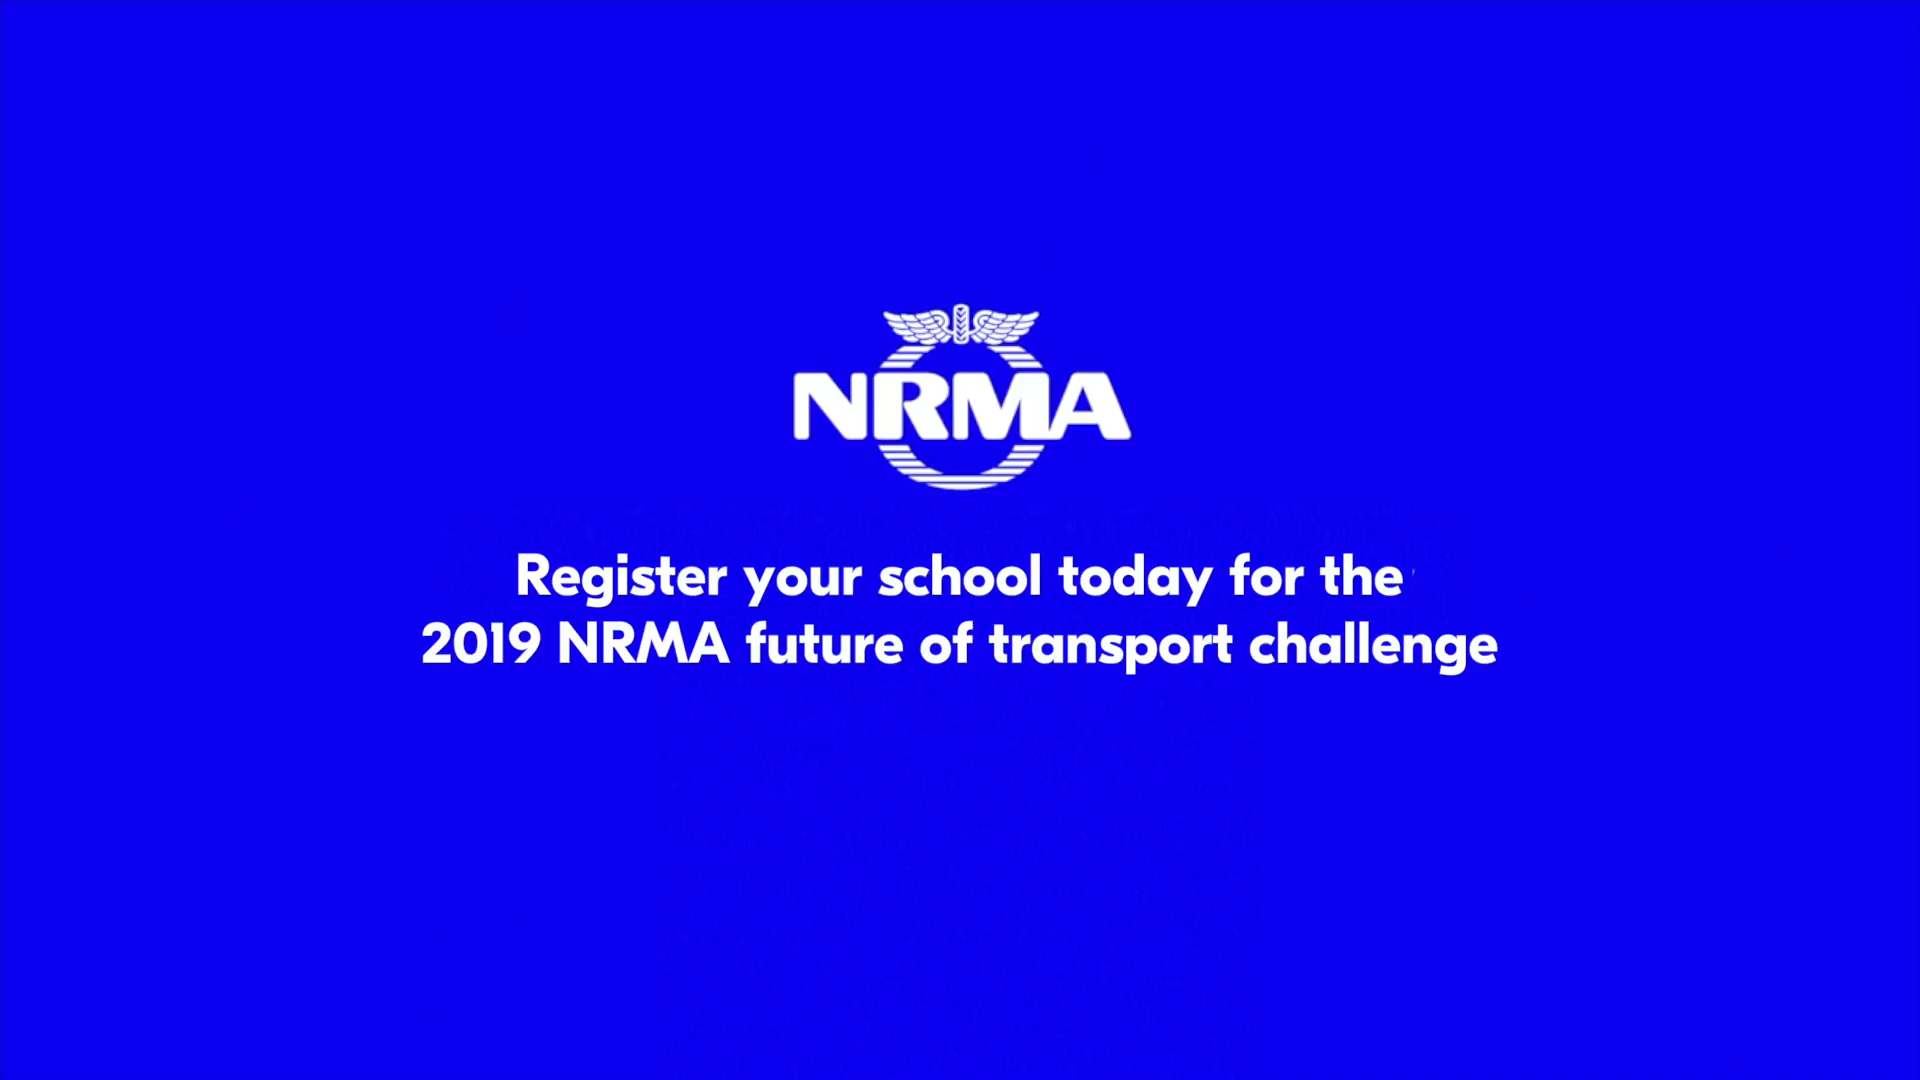 NRMA
Register your school today for the
2019 NRMA future of transport challenge